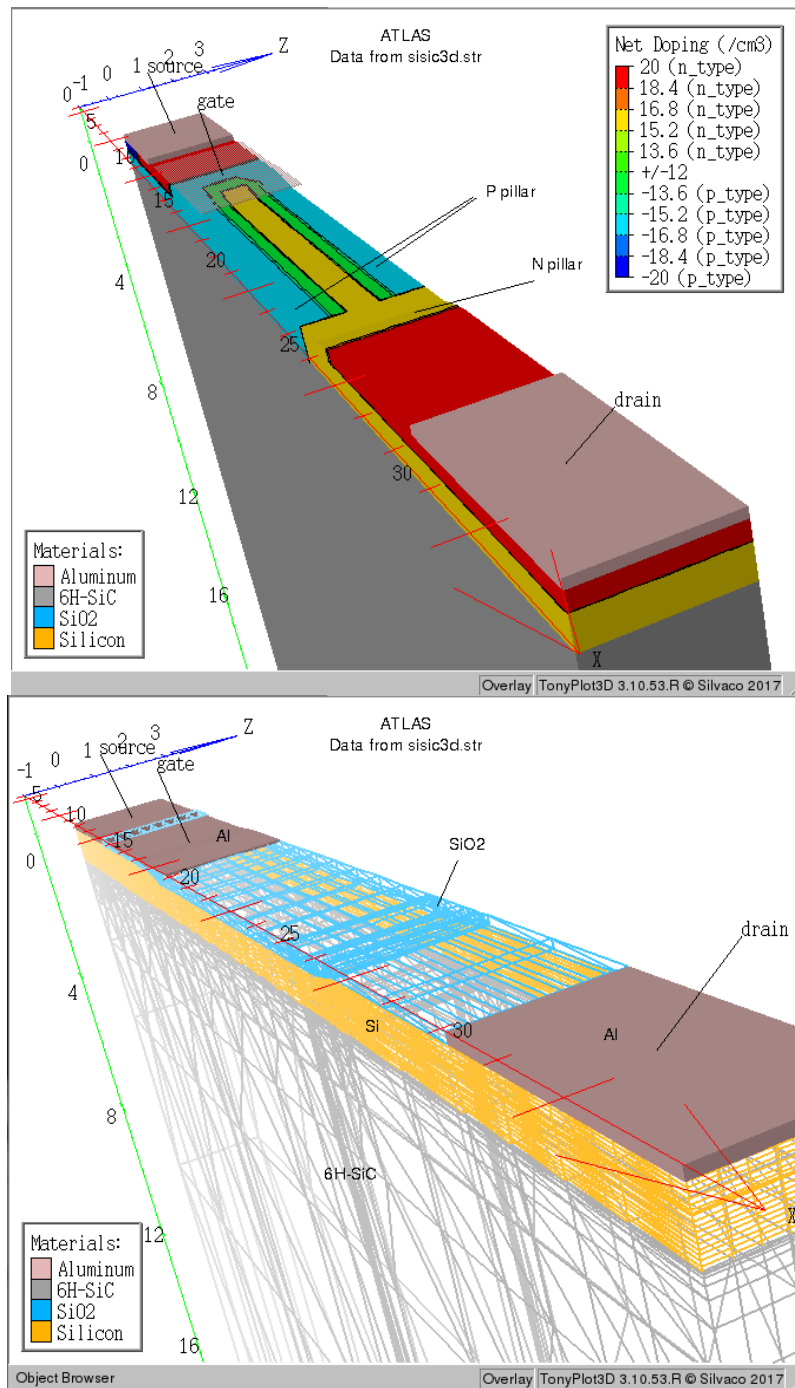 ATLAS
Data from sisic3d.str
Z
3
2
1
0
-1
source
gate
0
5
10
15
20
25
30
0
4
8
12
16
P pillar
N pillar
drain
X
Net Doping (/cm3)
20 (n_type)
18.4 (n_type)
16.8 (n_type)
15.2 (n_type)
13.6 (n_type)
+/-12
-13.6 (p_type)
-15.2 (p_type)
-16.8 (p_type)
-18.4 (p_type)
-20 (p_type)
Materials:
Aluminum
6H-SiC
SiO2
Silicon
Overlay TonyPlot3D 3.10.53.R © Silvaco 2017
ATLAS
Data from sisic3d.str
Z
3
2
1
0
-1
source
gate
5
10
15
20
25
30
0
4
8
12
16
Al
SiO2
drain
Si
Al
6H-SiC
X
Materials:
Aluminum
6H-SiC
SiO2
Silicon
Object Browser
Overlay TonyPlot3D 3.10.53.R © Silvaco 2017